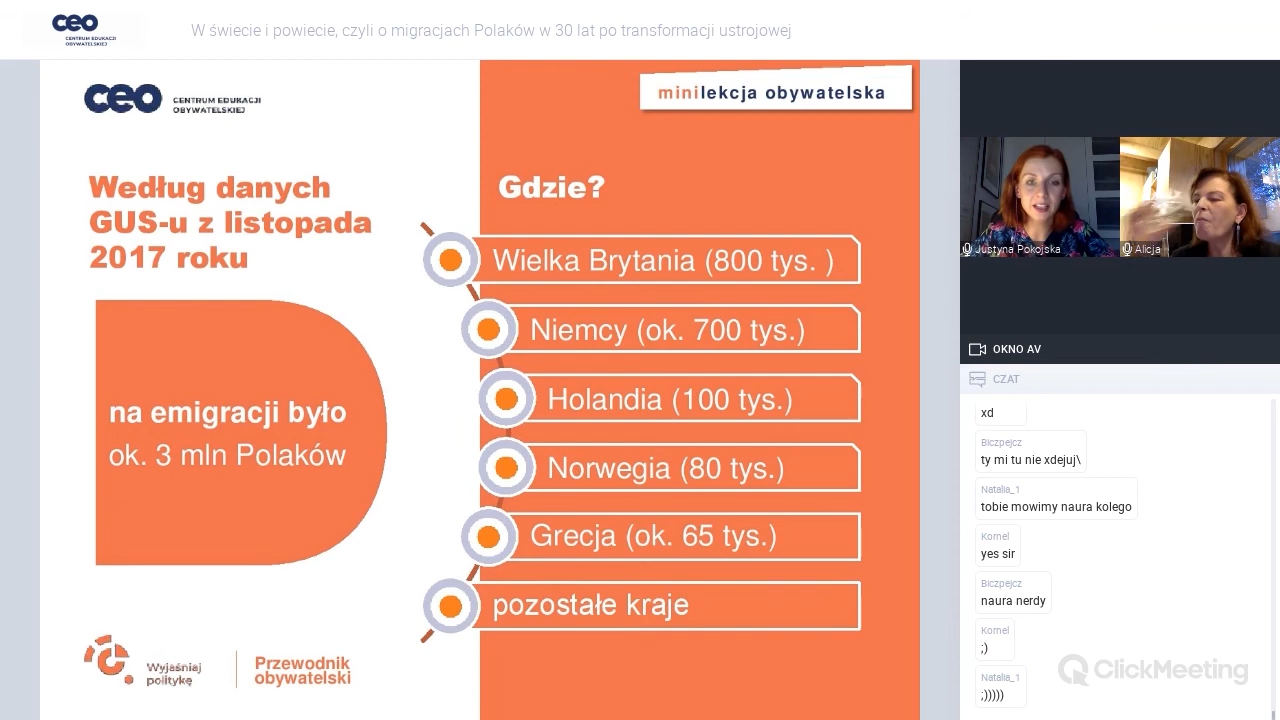 ceo
CENTRUM EDUKACJI
OBYWATELSKIEJ
W świecie i powiecie, czyli o migracjach Polaków w 30 lat po transformacji ustrojowej
ceo
CENTRUM EDUKACJI
OBYWATELSKIEJ
minilekcja obywatelska
Według danych
GUS-u z listopada
2017 roku
na emigracji było
ok. 3 mln Polaków
Gdzie?
Wielka Brytania (800 tys. )
Niemcy (ok. 700 tys.)
Holandia (100 tys.)
Norwegia (80 tys.)
Grecja (ok. 65 tys.)
pozostałe kraje
Wyjaśniaj
politykę
Przewodnik
obywatelski
Justyna Pokojska
Alicja
OKNO AV
CZAT
xd
Biczpejcz
ty mi tu nie xdejuj\
Natalia_1
tobie mowimy naura kolego
Kornel
yes sir
Biczpejcz
naura nerdy
Kornel
;)
Natalia_1
;)))))
ClickMeeting